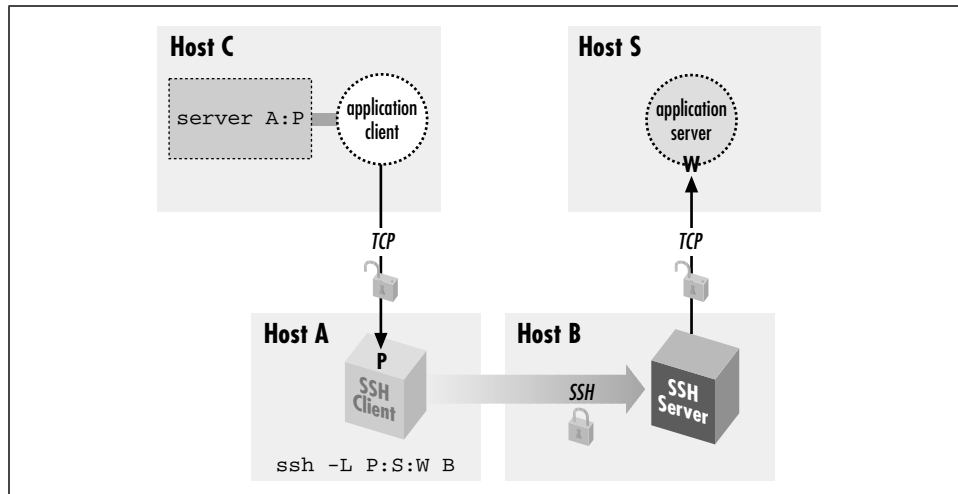 Host C
server A:P
application
client
Host S
application
server
W
TCP
TCP
Host A
P
SSH
Client
ssh -L P:S:W B
Host B
SSH
SSH
Server